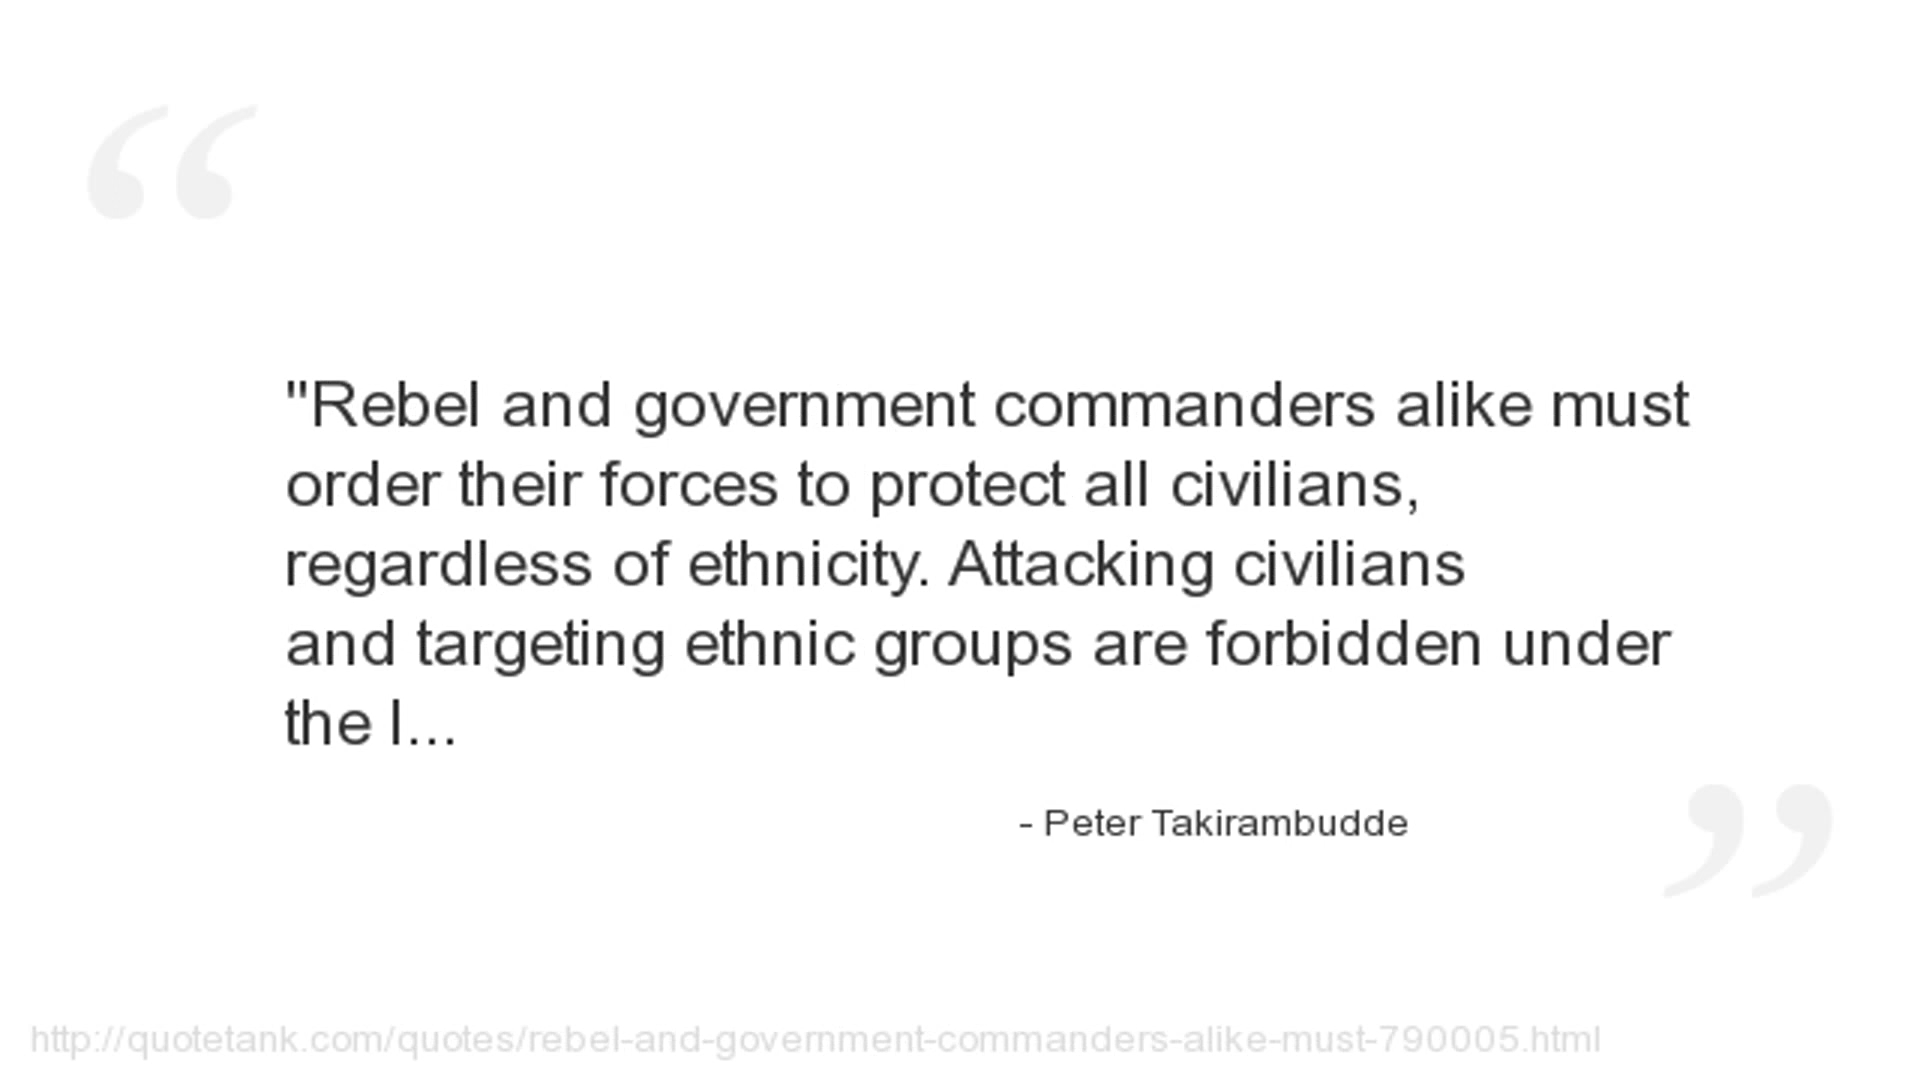 "Rebel and government commanders alike must
order their forces to protect all civilians,
regardless of ethnicity. Attacking civilians
and targeting ethnic groups are forbidden under
the l...
- Peter Takirambudde
http://quotetank.com/quotes/rebel-and-government-commanders-alike-must-790005.html